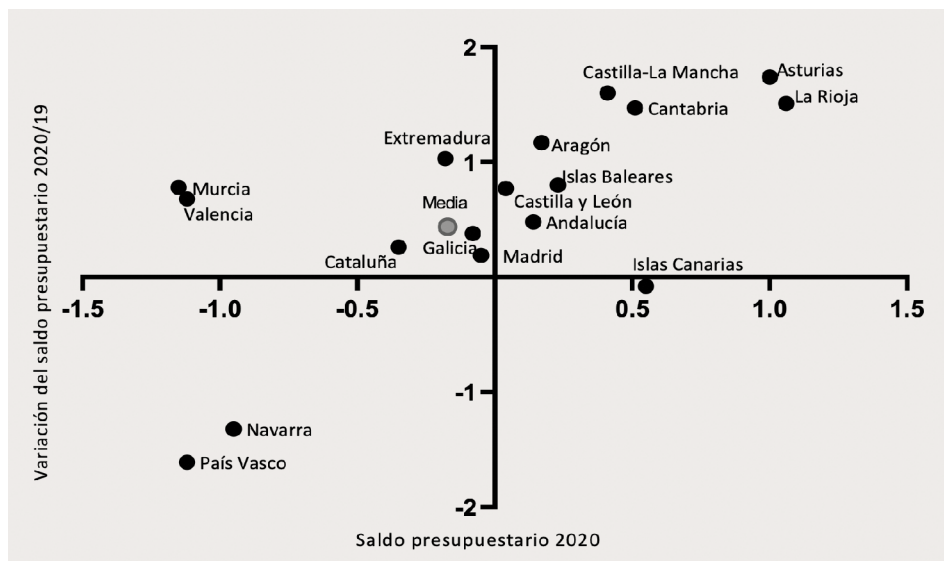 2
Castilla-La Mancha
Asturias
La Rioja
Cantabria
Extremadura
Aragón
1
Islas Baleares
Murcia
Castilla y León
Media
Valencia
Andalucía
Galicia
Madrid
Cataluña
Islas Canarias
-1.5
-1.0
-0.5
0.5
1.0
1.5
-1
Navarra
País Vasco
-2
Saldo presupuestario 2020
Variación del saldo presupuestario 2020/19